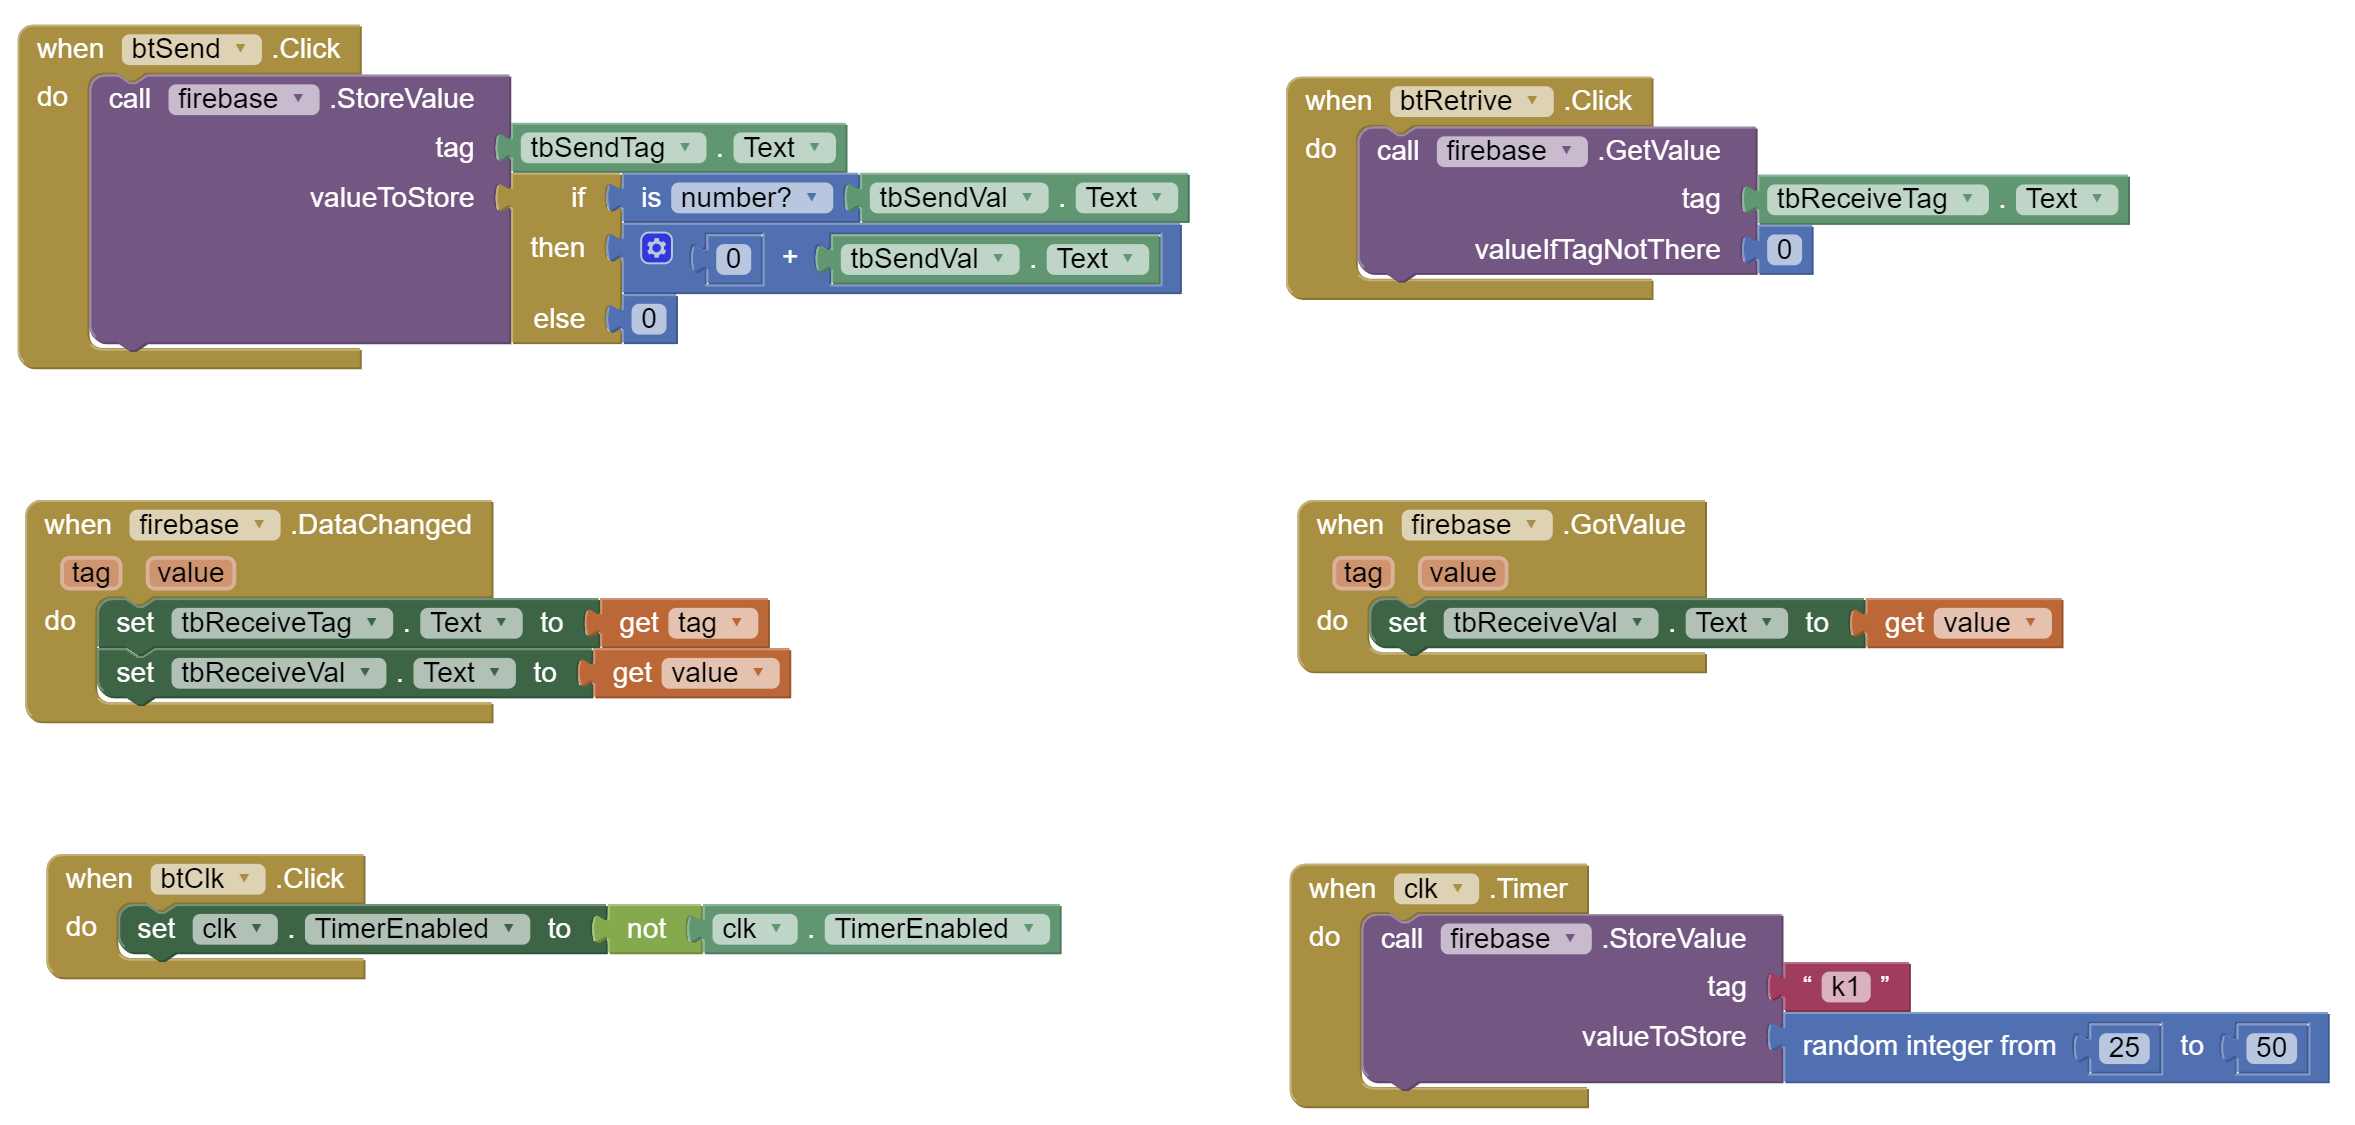 when btSend .Click
do call firebase .StoreValue
tag tbSendTag . Text
valueToStore if is number? tbSendVal . Text
then 0 + tbSendVal . Text
else 0
when btRetrive .Click
do call firebase .GetValue
tag tbReceiveTag . Text
valueIfTagNotThere 0
when firebase .DataChanged
tag value
do set tbReceiveTag . Text to get tag
set tbReceiveVal . Text to get value
when firebase .GotValue
tag value
do set tbReceiveVal . Text to get value
when btClk .Click
do set clk . TimerEnabled to not clk . TimerEnabled
when clk .Timer
do call firebase .StoreValue
tag “ k1 ”
valueToStore random integer from 25 to 50